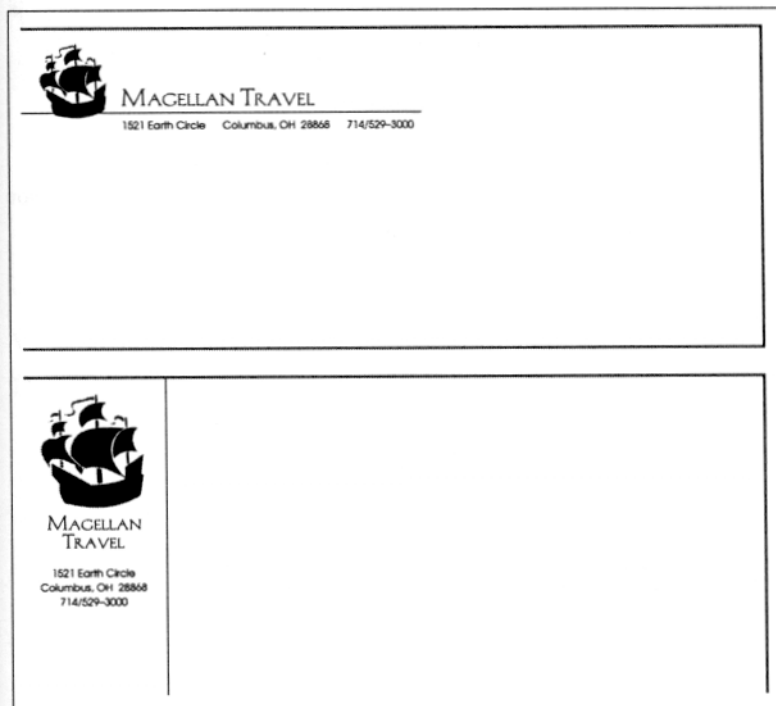 MAGELLAN TRAVEL
1521 Earth Circle Columbus, OH 28868 714/529–3000
MAGELLAN
TRAVEL
1521 Earth Circle
Columbus, OH 28868
714/529–3000